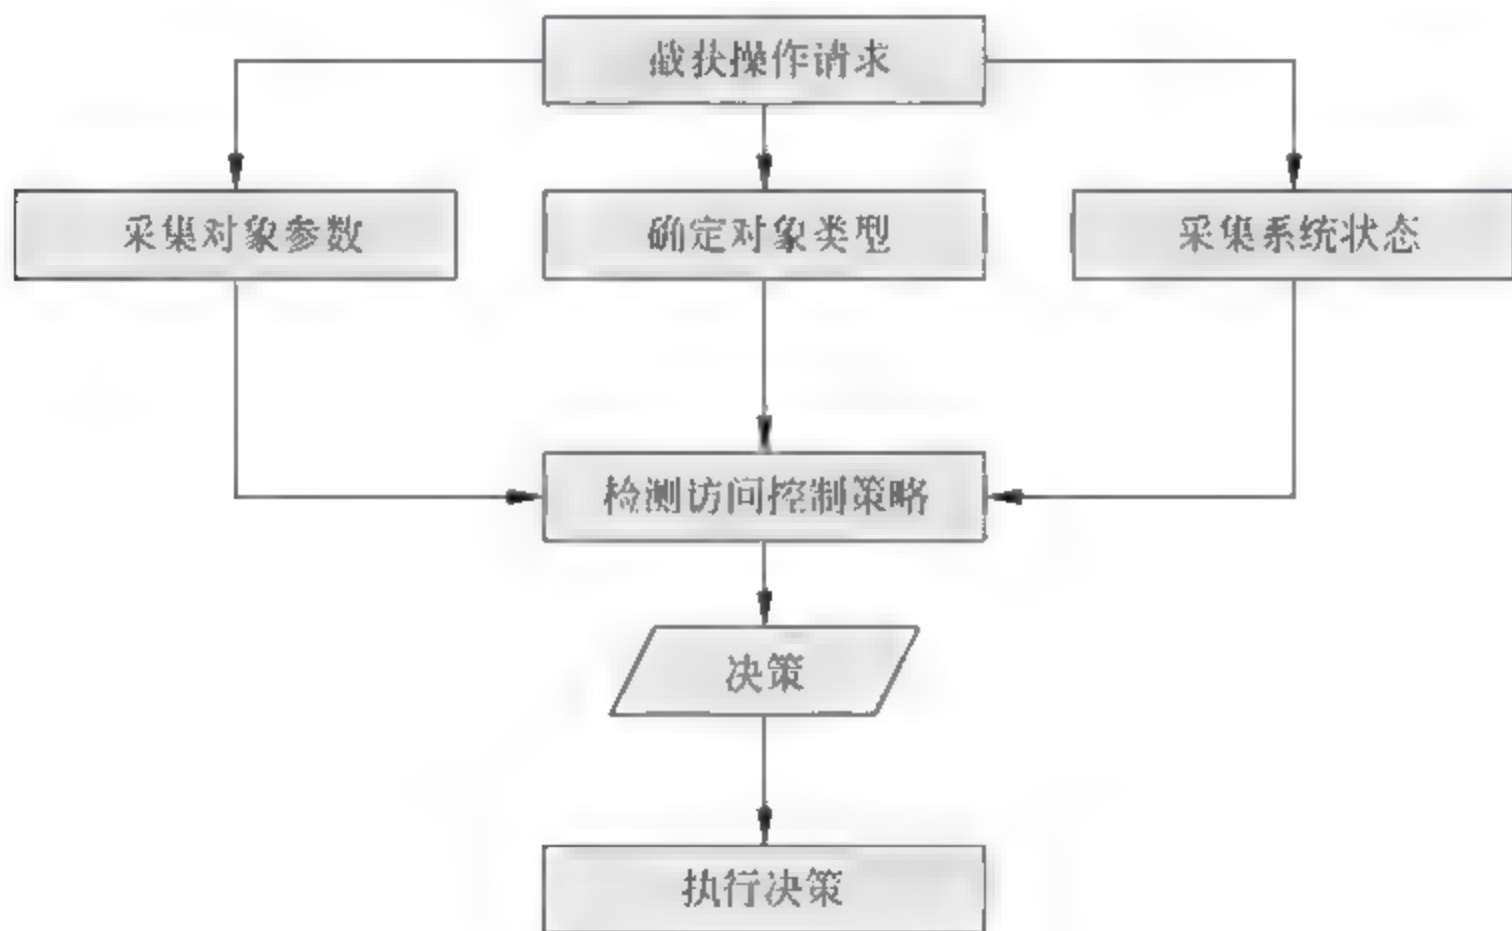 截获操作请求
采集对象参数
确定对象类型
采集系统状态
检测访问控制策略
决策
执行决策